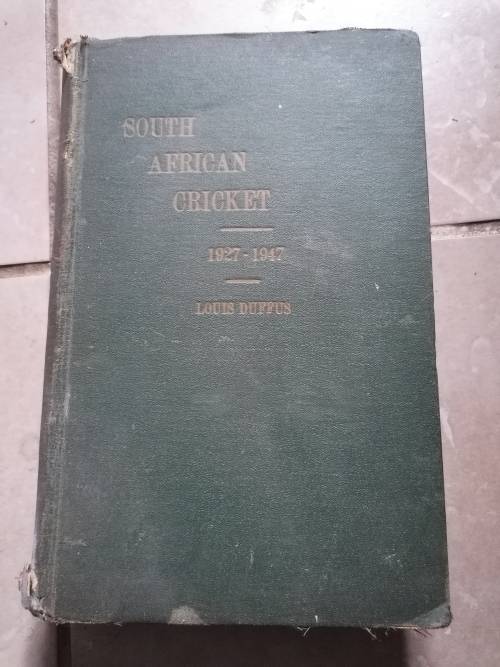 SOUTH
AFRICAN
CRICKET
1927-1947
LOUIS DUFFUS